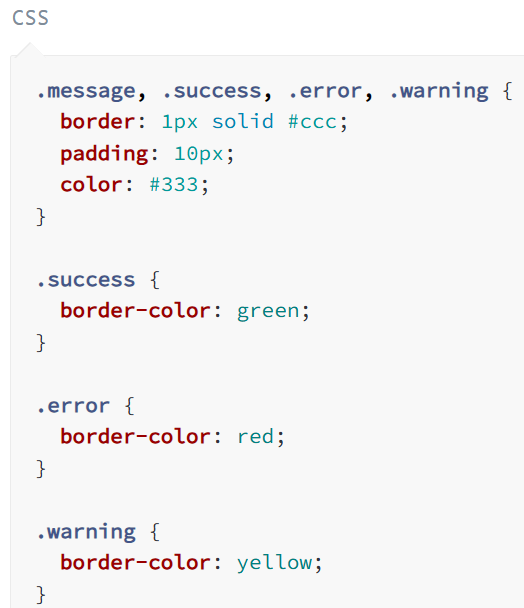 CSS
.message, .success, .error, .warning {
  border: 1px solid #ccc;
  padding: 10px;
  color: #333;
}

.success {
  border-color: green;
}

.error {
  border-color: red;
}

.warning {
  border-color: yellow;
}